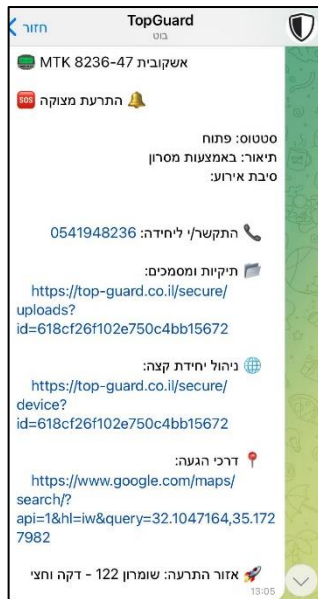 חזור
TopGuard
בוט
אשקובית MTK 8236-47
🔔 התרעת מצוקה 🆘
סטטוס: פתוח
תיאור: באמצעות מסרון
סיבת אירוע:
📞 התקשר/י ליחידה: 0541948236
📁 תיקיות ומסמכים:
https://top-guard.co.il/secure/
uploads?
id=618cf26f102e750c4bb15672
🌐 ניהול יחידת קצה:
https://top-guard.co.il/secure/
device?
id=618cf26f102e750c4bb15672
📍 דרכי הגעה:
https://www.google.com/maps/
search/?
api=1&hl=iw&query=32.1047164,35.172
7982
🚀 אזור התרעה: שומרון 122 - דקה וחצי
13:05